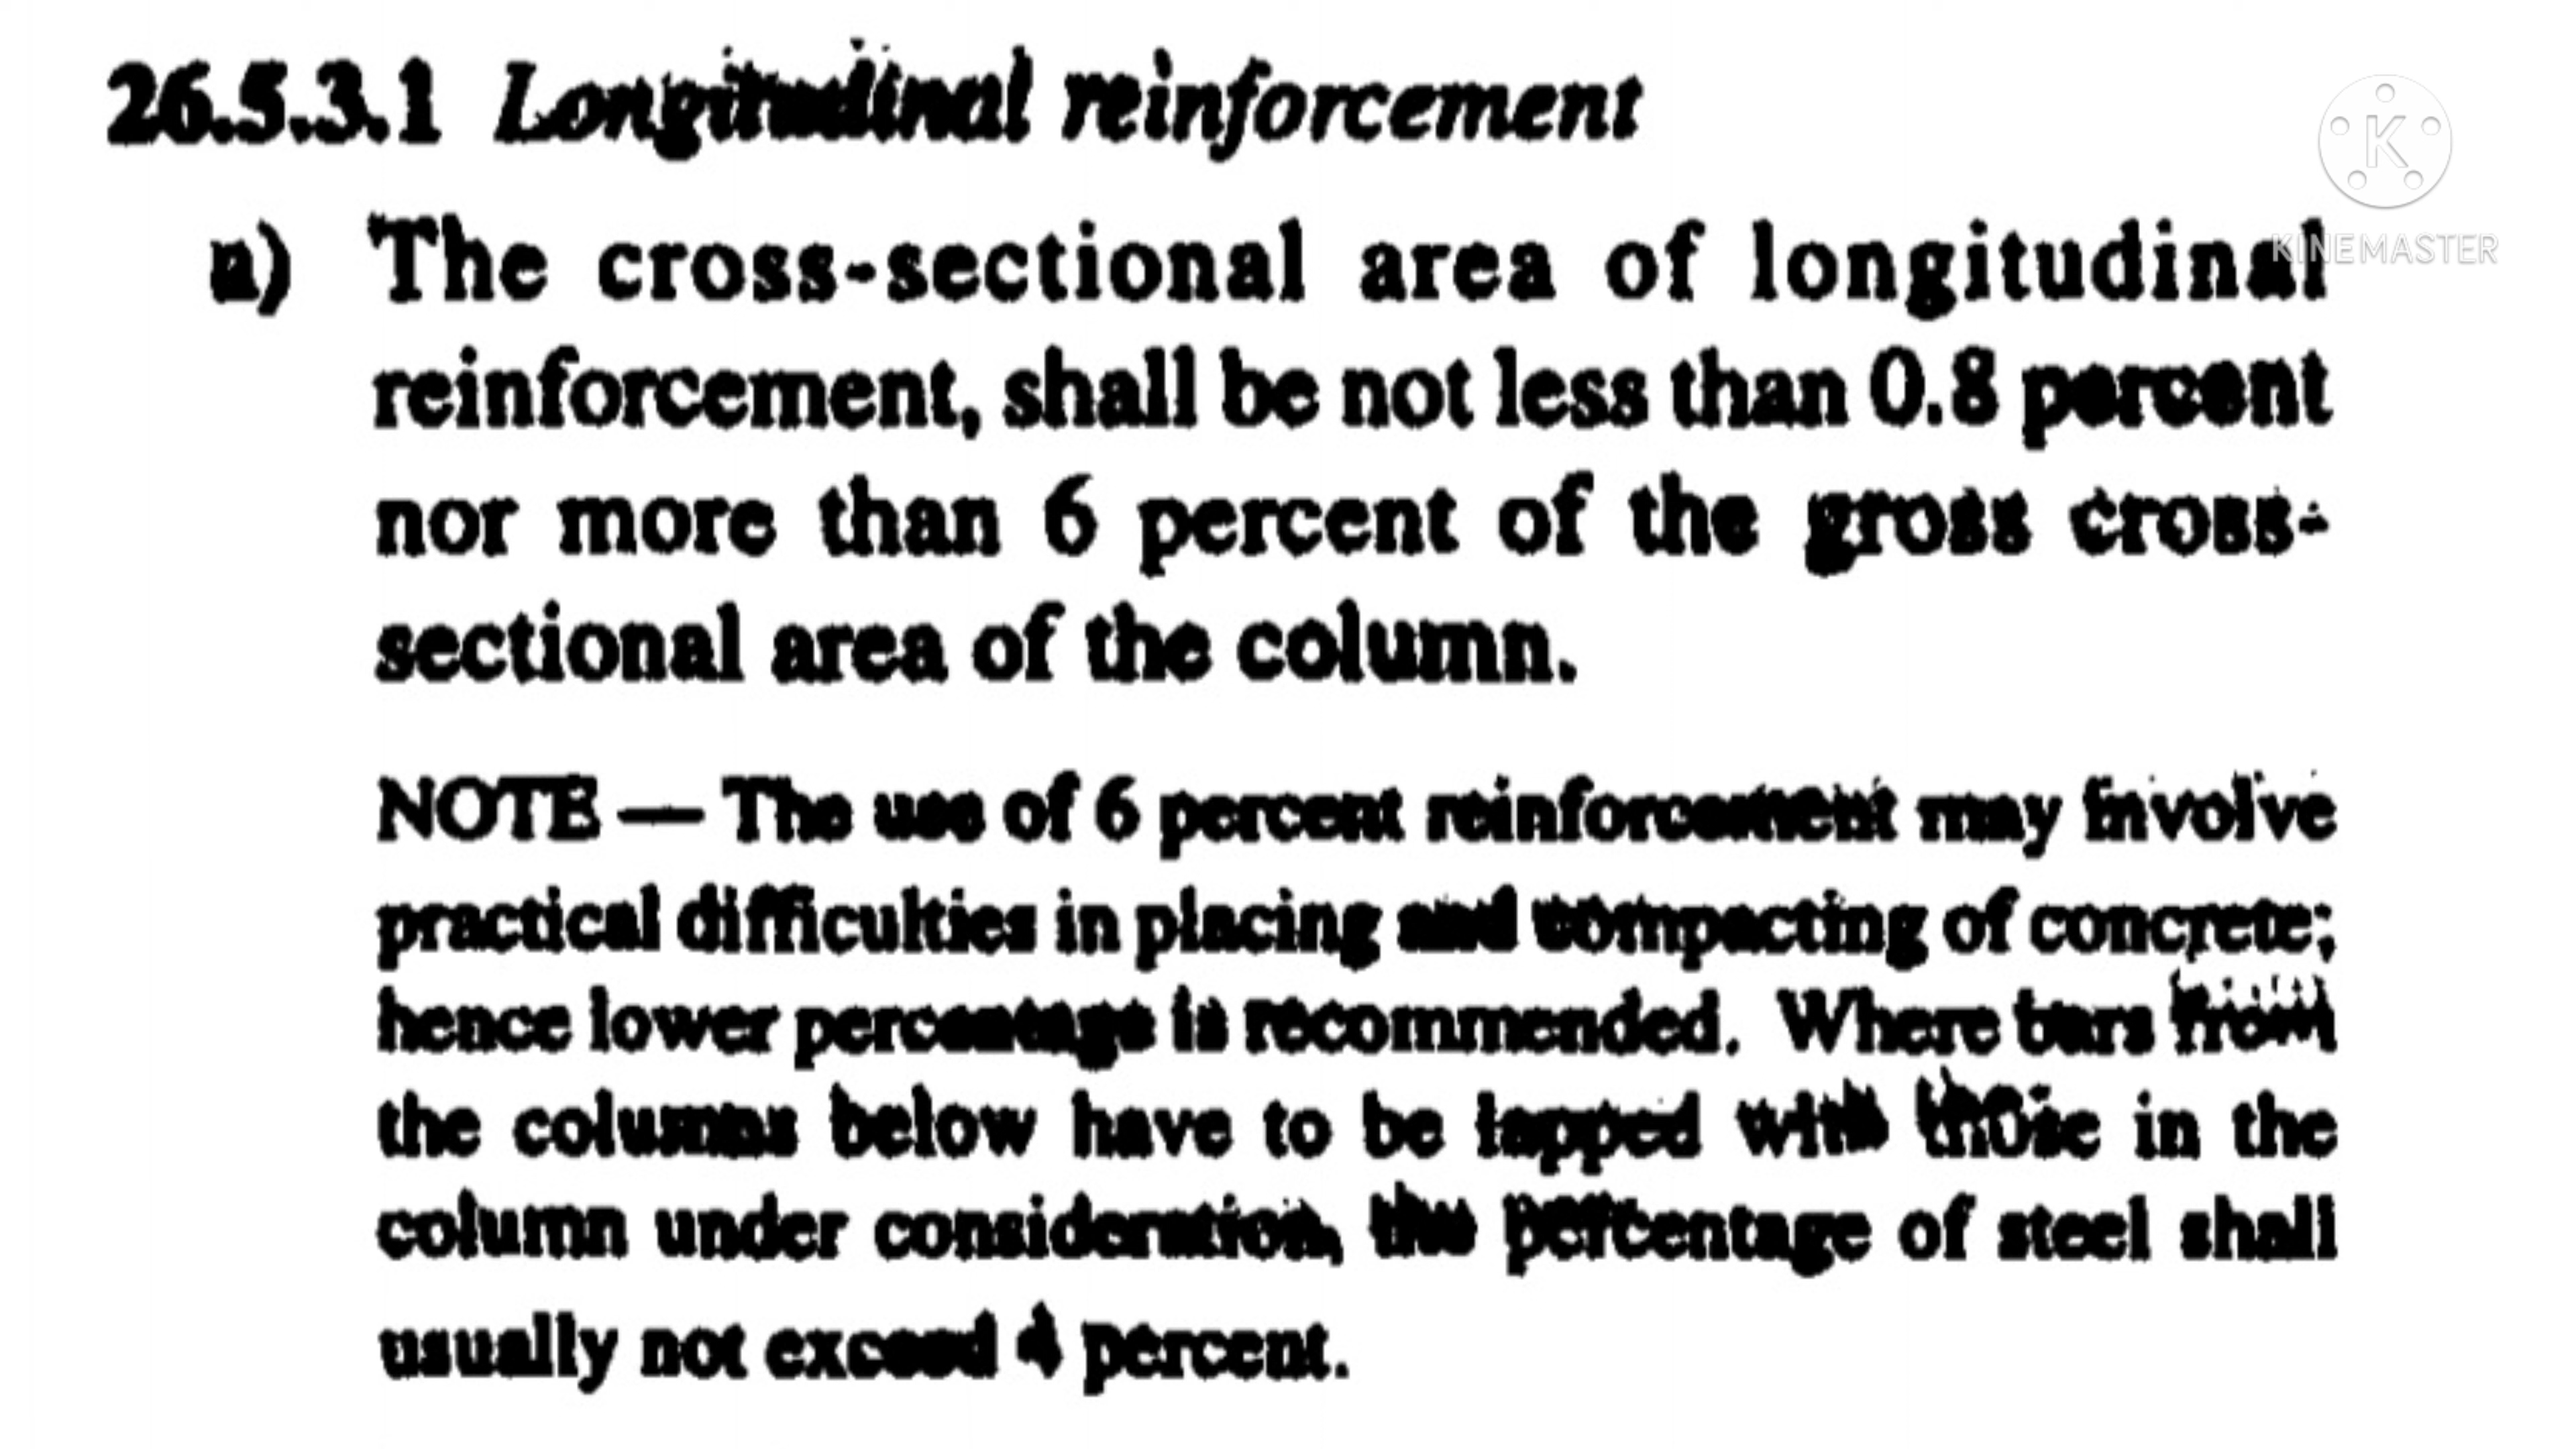 26.5.3.1 Longitudinal reinforcement
a) The cross-sectional area of longitudinal
reinforcement, shall be not less than 0.8 percent
nor more than 6 percent of the gross cross-
sectional area of the column.
NOTE — The use of 6 percent reinforcement may involve
practical difficulties in placing and compacting of concrete;
hence lower percentage is recommended. Where bars from
the columns below have to be lapped with those in the
column under consideration, the percentage of steel shall
usually not exceed 4 percent.
K
KINEMASTER